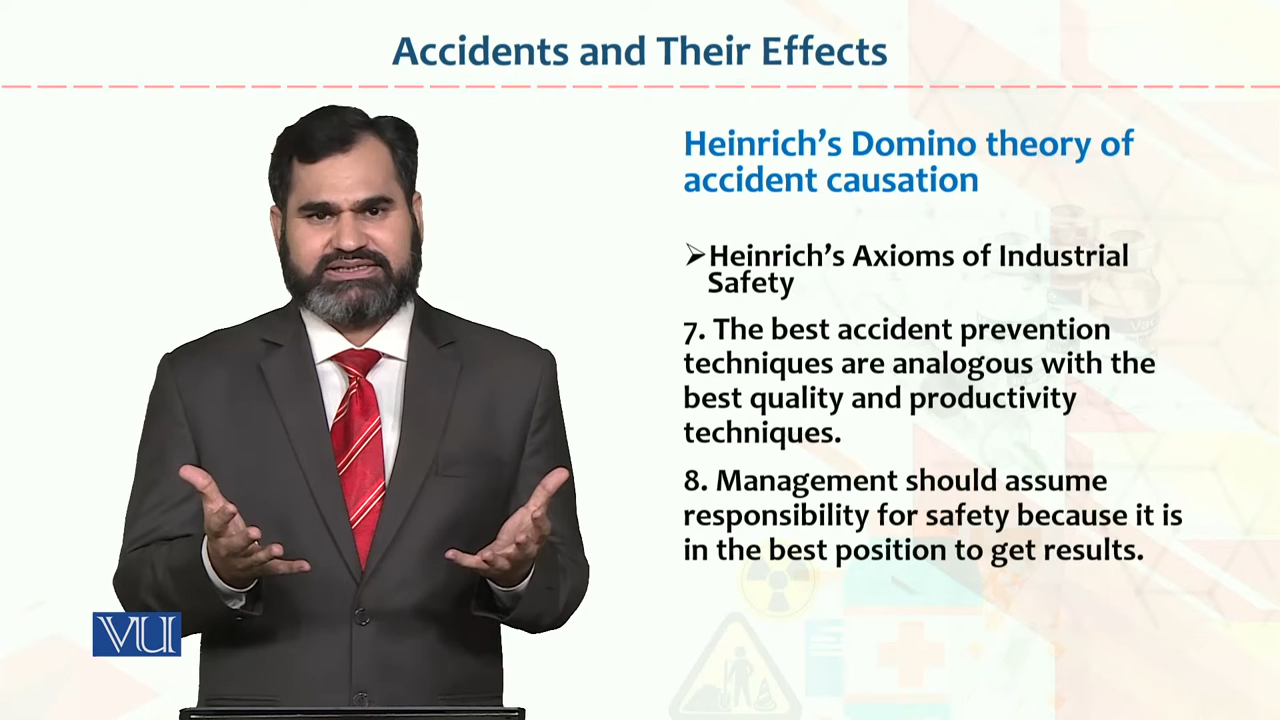 Accidents and Their Effects
Heinrich's Domino theory of
accident causation
➢Heinrich's Axioms of Industrial
Safety
7. The best accident prevention
techniques are analogous with the
best quality and productivity
techniques.
8. Management should assume
responsibility for safety because it is
in the best position to get results.
VU